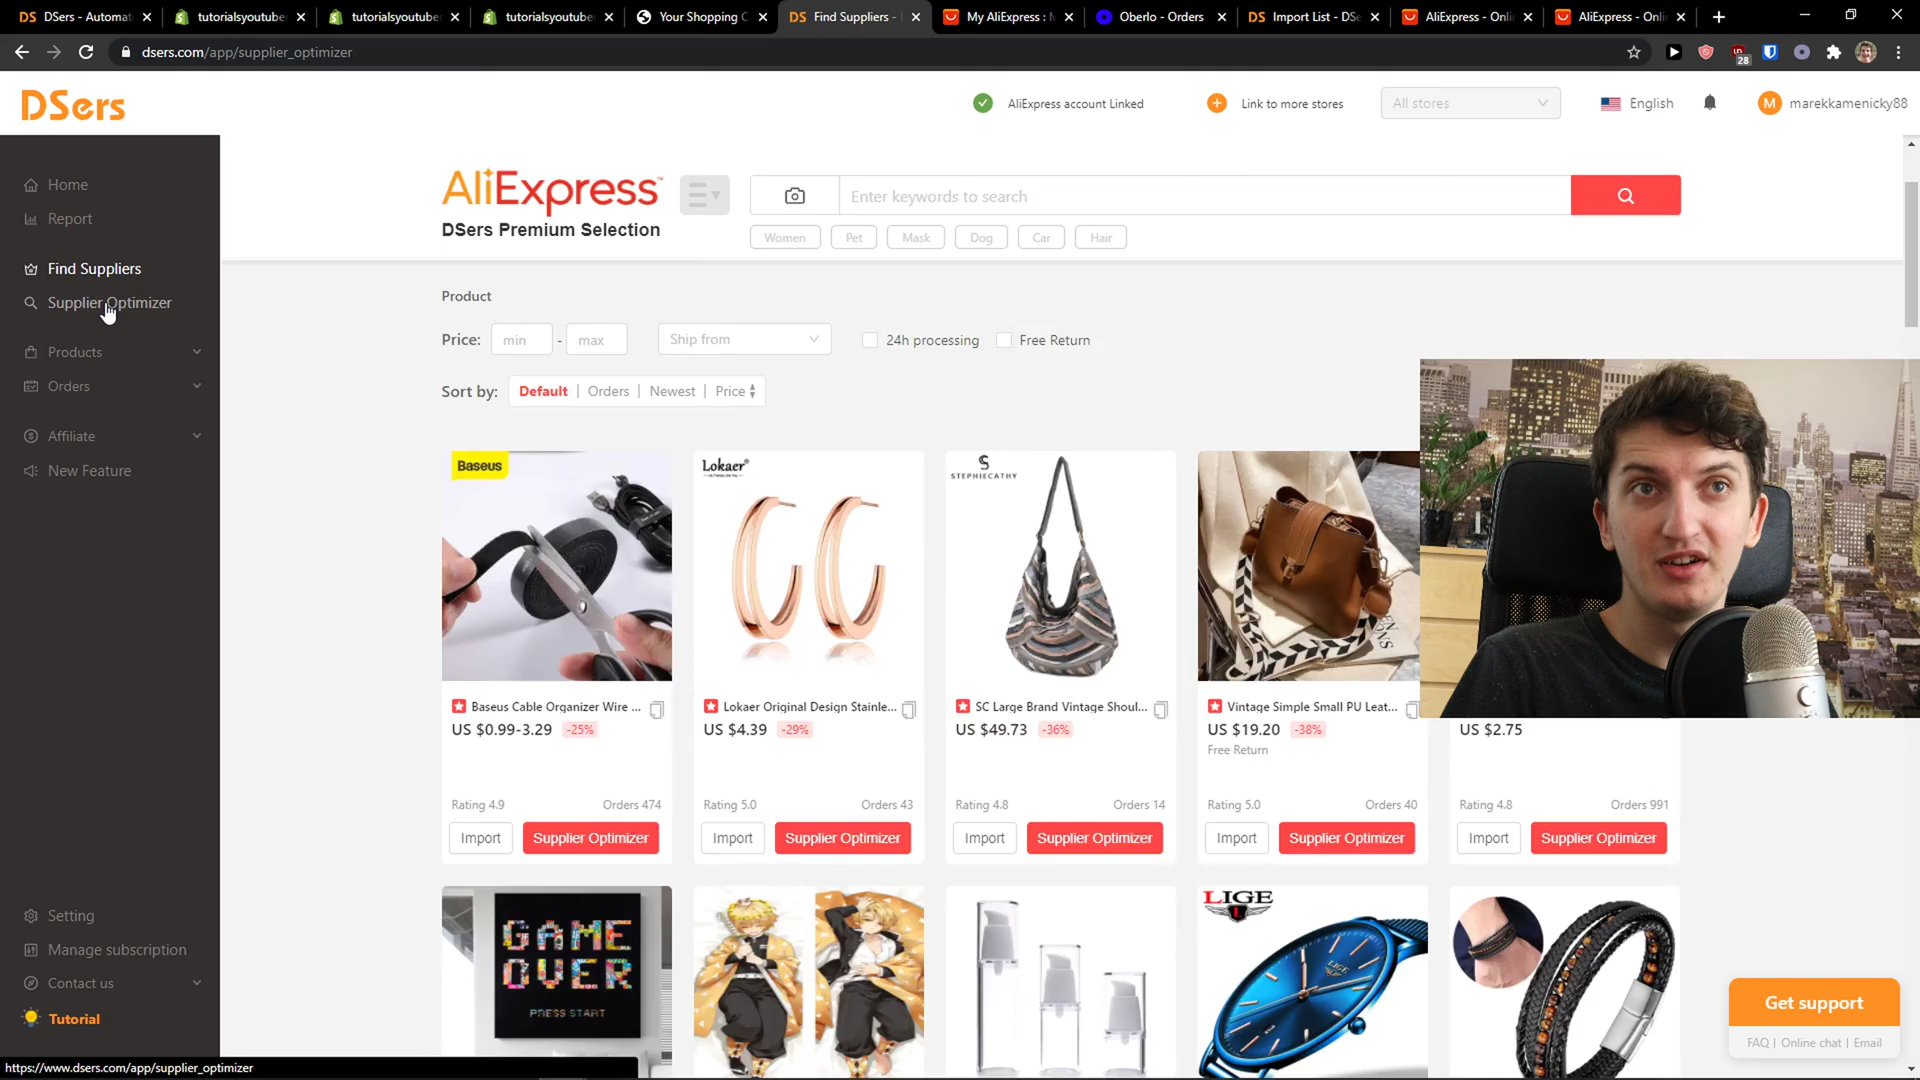 DSers - Automat
tutorialsyoutube
tutorialsyoutube
tutorialsyoutube
Your Shopping C
Find Suppliers -
My AliExpress : M
Oberlo - Orders
Import List - DSe
AliExpress - Onli
AliExpress - Onli
dsers.com/app/supplier_optimizer
28
DSers
AliExpress account Linked
Link to more stores
All stores
English
M
marekkamenicky88
Home
Report
Find Suppliers
Supplier Optimizer
Products
Orders
Affiliate
New Feature
Setting
Manage subscription
Contact us
Tutorial
AliExpress™
DSers Premium Selection
Enter keywords to search
Women
Pet
Mask
Dog
Car
Hair
Product
Price: min - max
Ship from
24h processing
Free Return
Sort by: Default | Orders | Newest | Price
Baseus
Lokaer®
STEPHIECATHY
Baseus Cable Organizer Wire ...
US $0.99-3.29 -25%
Rating 4.9 Orders 474
Import Supplier Optimizer
Lokaer Original Design Stainle...
US $4.39 -29%
Rating 5.0 Orders 43
Import Supplier Optimizer
SC Large Brand Vintage Shoul...
US $49.73 -36%
Rating 4.8 Orders 14
Import Supplier Optimizer
Vintage Simple Small PU Leat...
US $19.20 -38%
Free Return
Rating 5.0 Orders 40
Import Supplier Optimizer
US $2.75
Rating 4.8 Orders 991
Import Supplier Optimizer
GAME
OVER
PRESS START
LIGE
LIGE
Get support
FAQ | Online chat | Email
https://www.dsers.com/app/supplier_optimizer